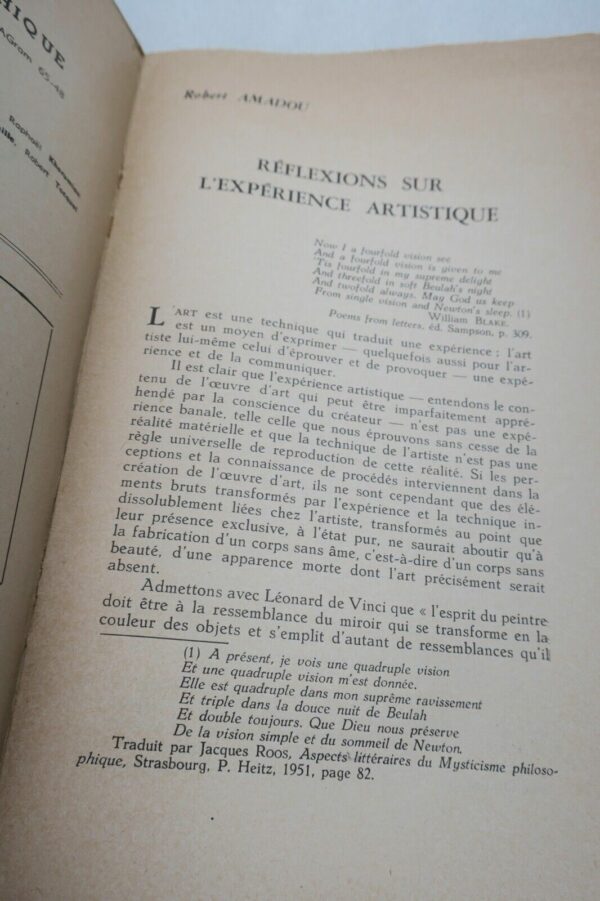 HIQUE
AGram 65-48
Raphaël
Robert
Robert AMADOU
RÉFLEXIONS SUR
L'EXPÉRIENCE ARTISTIQUE
Now I a fourfold vision see
And a fourfold vision is given to me
'Tis fourfold in my supreme delight
And threefold in soft Beulah's night
And twofold always. May God us keep
From single vision and Newton's sleep. (1)
William BLAKE.
Poems from letters, éd. Sampson, p. 309.
L'ART est une technique qui traduit une expérience ; l'art
est un moyen d'exprimer — quelquefois aussi pour l'ar-
tiste lui-même celui d'éprouver et de provoquer — une expé-
rience et de la communiquer.
Il est clair que l'expérience artistique — entendons le con-
tenu de l'œuvre d'art qui peut être imparfaitement appré-
hendé par la conscience du créateur — n'est pas une expé-
rience banale, telle celle que nous éprouvons sans cesse de la
réalité matérielle et que la technique de l'artiste n'est pas une
règle universelle de reproduction de cette réalité. Si les per-
ceptions et la connaissance de procédés interviennent dans la
création de l'œuvre d'art, ils ne sont cependant que des élé-
ments bruts transformés par l'expérience et la technique in-
dissolublement liées chez l'artiste, transformés au point que
leur présence exclusive, à l'état pur, ne saurait aboutir qu'à
la fabrication d'un corps sans âme, c'est-à-dire d'un corps sans
beauté, d'une apparence morte dont l'art précisément serait
absent.
Admettons avec Léonard de Vinci que « l'esprit du peintre
doit être à la ressemblance du miroir qui se transforme en la
couleur des objets et s'emplit d'autant de ressemblances qu'il
(1) A présent, je vois une quadruple vision
Et une quadruple vision m'est donnée.
Elle est quadruple dans mon suprême ravissement
Et triple dans la douce nuit de Beulah
Et double toujours. Que Dieu nous préserve
De la vision simple et du sommeil de Newton.
Traduit par Jacques ROOS, Aspects littéraires du Mysticisme philoso-
phique, Strasbourg, P. Heitz, 1951, page 82.